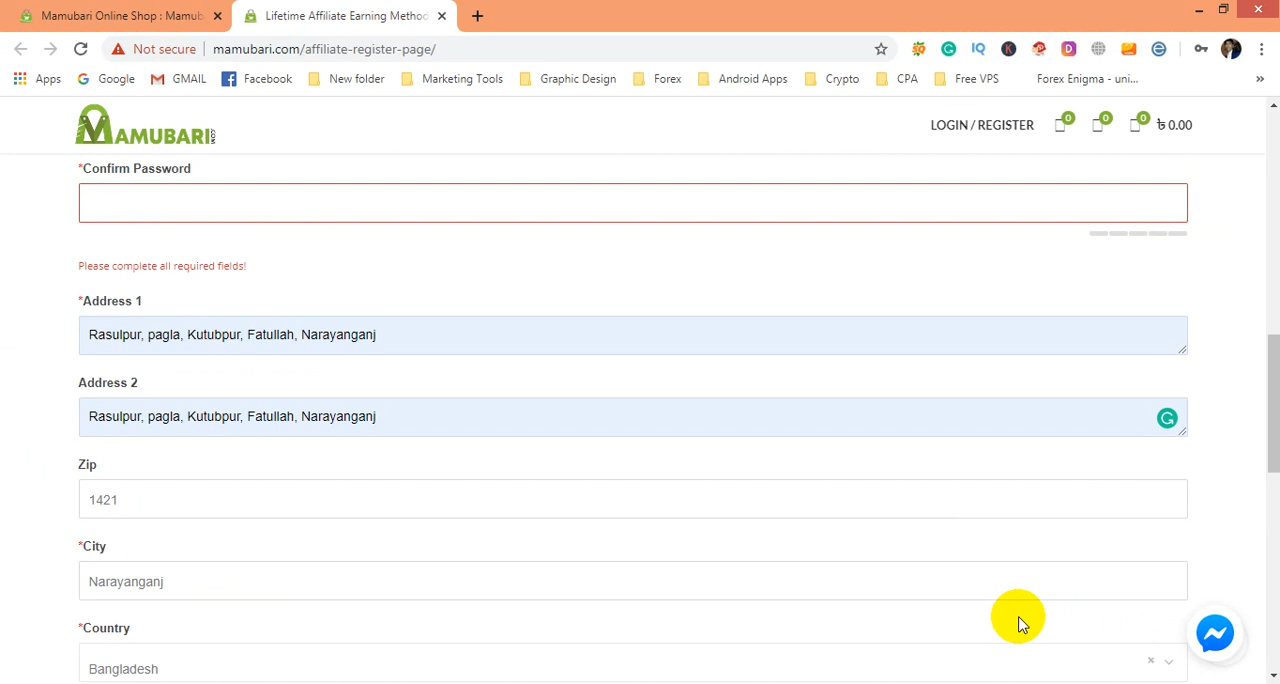 Mamubari Online Shop : Mamub
Lifetime Affiliate Earning Method
Not secure
mamubari.com/affiliate-register-page/
Apps
Google
GMAIL
Facebook
New folder
Marketing Tools
Graphic Design
Forex
Android Apps
Crypto
CPA
Free VPS
Forex Enigma - uni...
»
MAMUBARI
LOGIN / REGISTER
0
0
0
৳ 0.00
*Confirm Password
Please complete all required fields!
*Address 1
Rasulpur, pagla, Kutubpur, Fatullah, Narayanganj
Address 2
Rasulpur, pagla, Kutubpur, Fatullah, Narayanganj
Zip
1421
*City
Narayanganj
*Country
Bangladesh